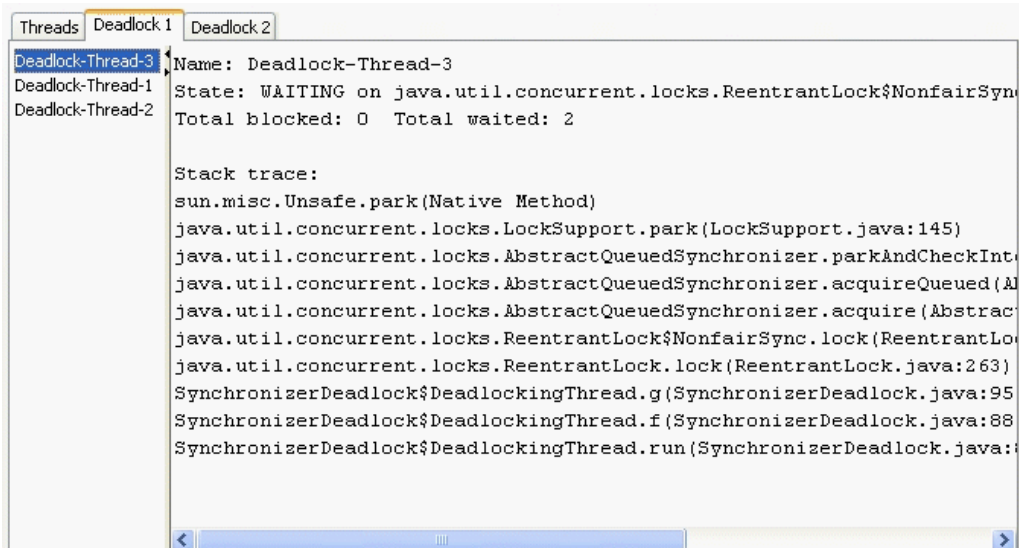 Threads Deadlock 1 Deadlock 2
Deadlock-Thread-3
Deadlock-Thread-1
Deadlock-Thread-2
Name: Deadlock-Thread-3
State: WAITING on java.util.concurrent.locks.ReentrantLock$NonfairSyn
Total blocked: 0 Total waited: 2
Stack trace:
sun.misc.Unsafe.park(Native Method)
java.util.concurrent.locks.LockSupport.park(LockSupport.java:145)
java.util.concurrent.locks.AbstractQueuedSynchronizer.parkAndCheckInt
java.util.concurrent.locks.AbstractQueuedSynchronizer.acquireQueued(A
java.util.concurrent.locks.AbstractQueuedSynchronizer.acquire(Abstrac
java.util.concurrent.locks.ReentrantLock$NonfairSync.lock(ReentrantLo
java.util.concurrent.locks.ReentrantLock.lock(ReentrantLock.java:263)
SynchronizerDeadlock$DeadlockingThread.g(SynchronizerDeadlock.java:95
SynchronizerDeadlock$DeadlockingThread.f(SynchronizerDeadlock.java:88
SynchronizerDeadlock$DeadlockingThread.run(SynchronizerDeadlock.java: